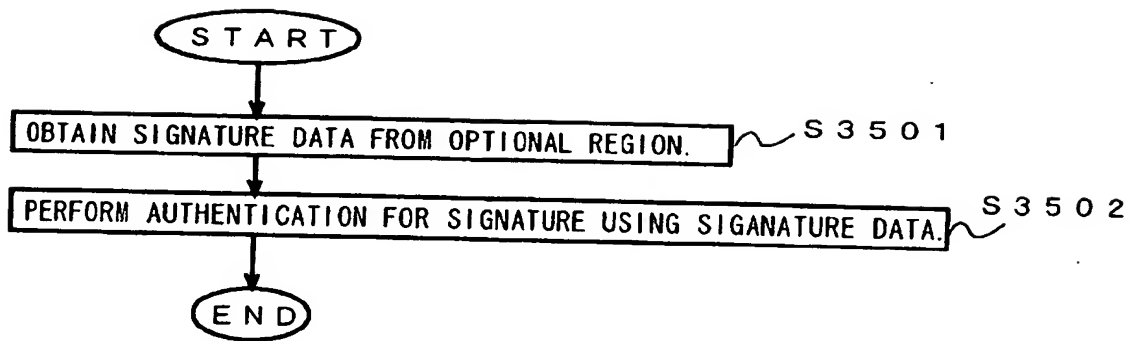 START
OBTAIN SIGNATURE DATA FROM OPTIONAL REGION.
S3501
PERFORM AUTHENTICATION FOR SIGNATURE USING SIGANATURE DATA.
S3502
END